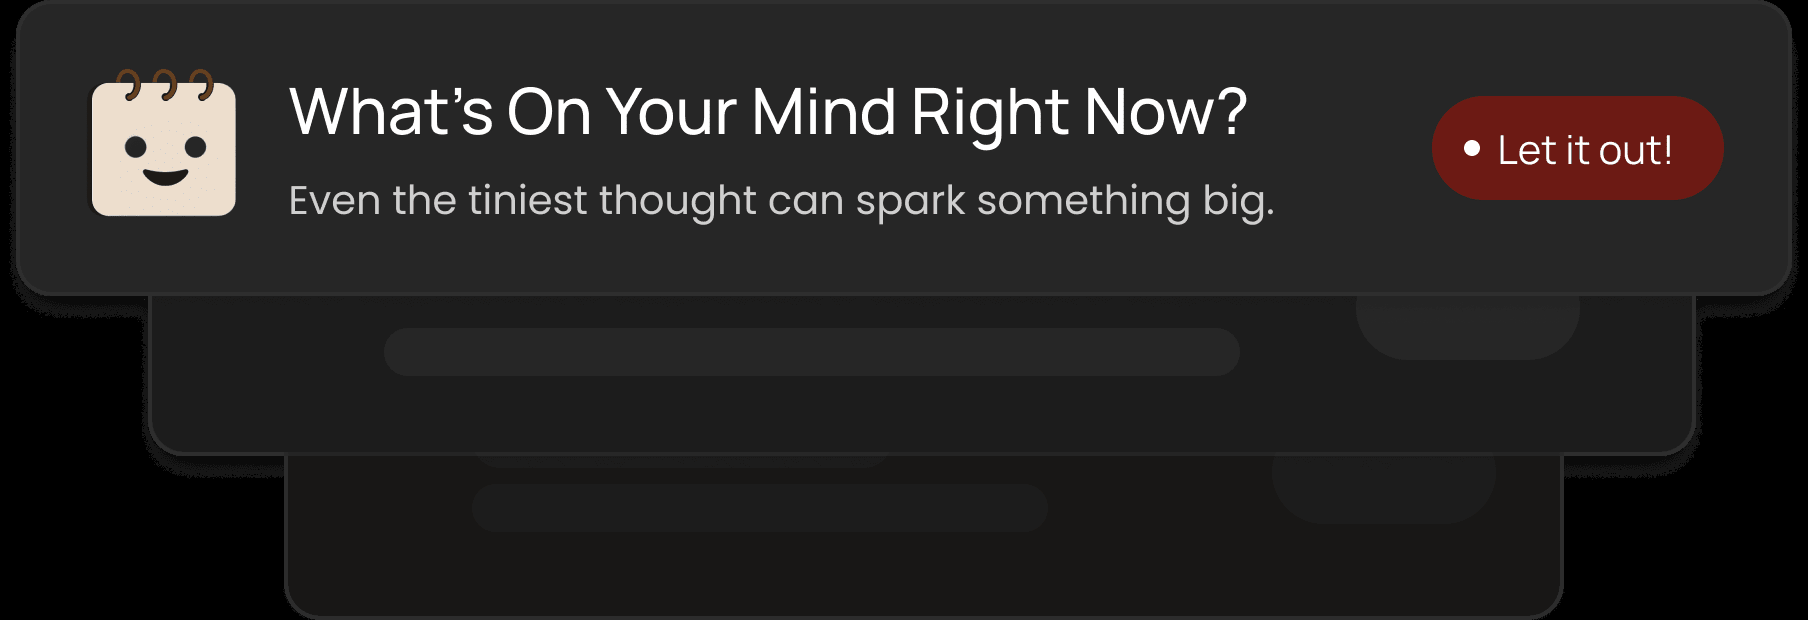 What's On Your Mind Right Now?
Even the tiniest thought can spark something big.
Let it out!